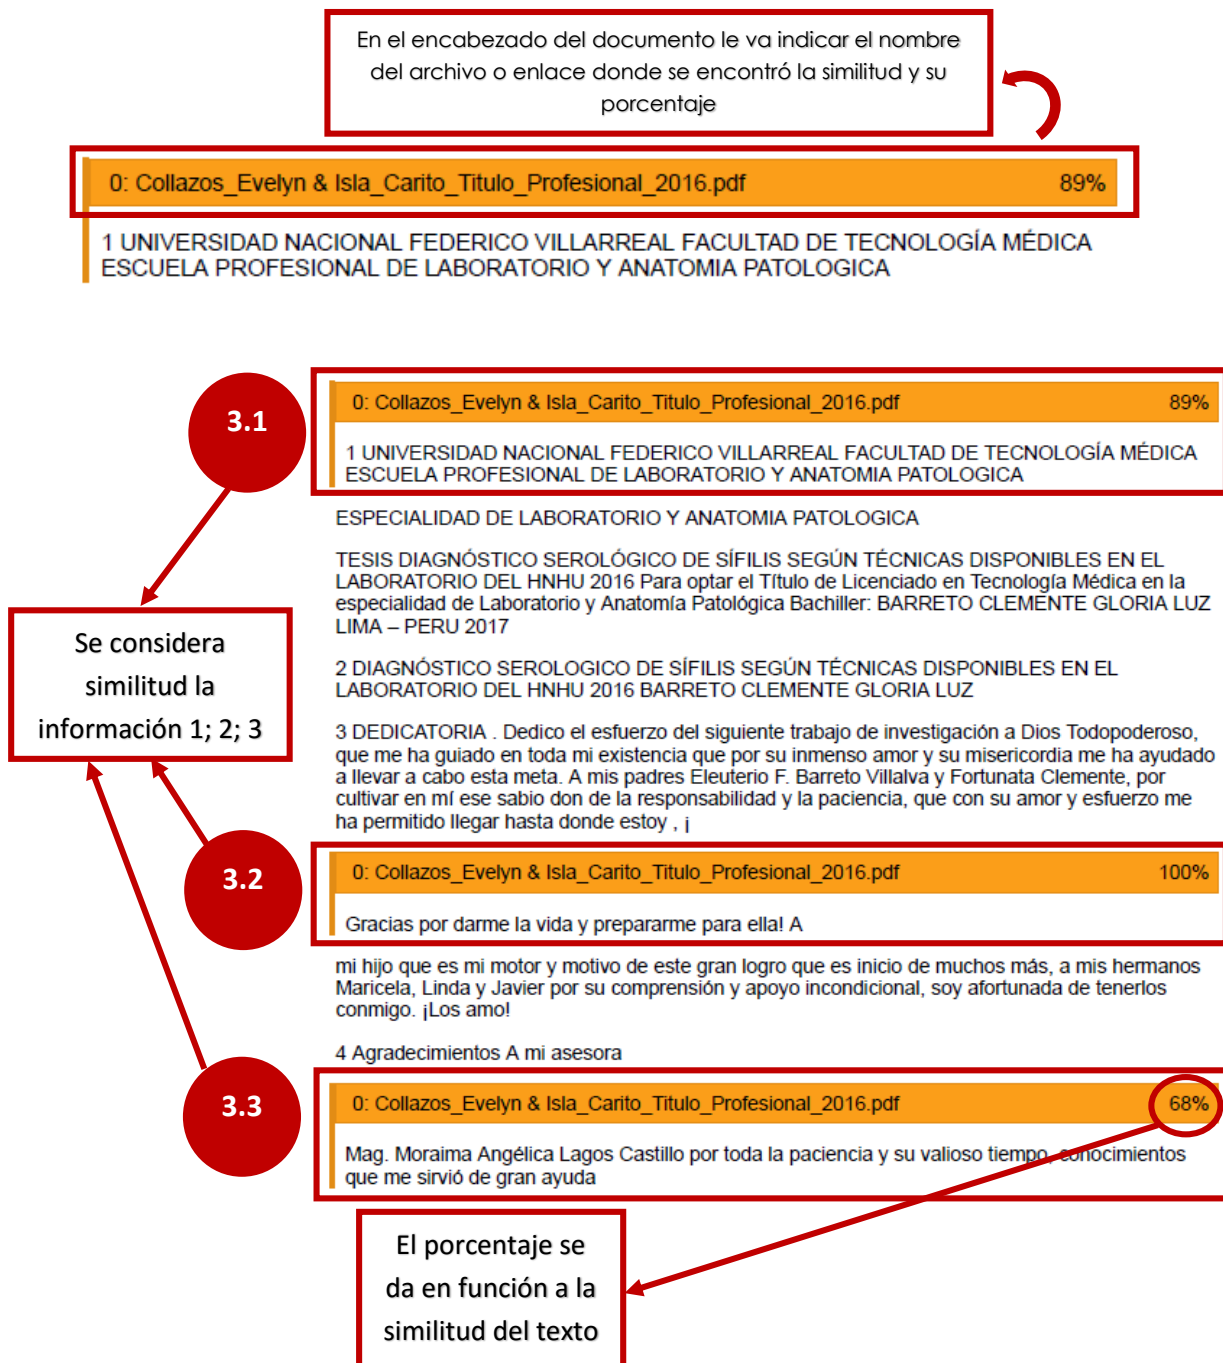 En el encabezado del documento le va indicar el nombre
del archivo o enlace donde se encontró la similitud y su
porcentaje
0: Collazos_Evelyn & Isla_Carito_Titulo_Profesional_2016.pdf 89%
1 UNIVERSIDAD NACIONAL FEDERICO VILLARREAL FACULTAD DE TECNOLOGÍA MÉDICA
ESCUELA PROFESIONAL DE LABORATORIO Y ANATOMIA PATOLOGICA
3.1
0: Collazos_Evelyn & Isla_Carito_Titulo_Profesional_2016.pdf 89%
1 UNIVERSIDAD NACIONAL FEDERICO VILLARREAL FACULTAD DE TECNOLOGÍA MÉDICA
ESCUELA PROFESIONAL DE LABORATORIO Y ANATOMIA PATOLOGICA
ESPECIALIDAD DE LABORATORIO Y ANATOMIA PATOLOGICA
TESIS DIAGNÓSTICO SEROLÓGICO DE SÍFILIS SEGÚN TÉCNICAS DISPONIBLES EN EL
LABORATORIO DEL HNHU 2016 Para optar el Título de Licenciado en Tecnología Médica en la
especialidad de Laboratorio y Anatomía Patológica Bachiller: BARRETO CLEMENTE GLORIA LUZ
LIMA – PERU 2017
Se considera
similitud la
información 1; 2; 3
2 DIAGNÓSTICO SEROLOGICO DE SÍFILIS SEGÚN TÉCNICAS DISPONIBLES EN EL
LABORATORIO DEL HNHU 2016 BARRETO CLEMENTE GLORIA LUZ
3 DEDICATORIA . Dedico el esfuerzo del siguiente trabajo de investigación a Dios Todopoderoso,
que me ha guiado en toda mi existencia que por su inmenso amor y su misericordia me ha ayudado
a llevar a cabo esta meta. A mis padres Eleuterio F. Barreto Villalva y Fortunata Clemente, por
cultivar en mí ese sabio don de la responsabilidad y la paciencia, que con su amor y esfuerzo me
ha permitido llegar hasta donde estoy , ¡
3.2
0: Collazos_Evelyn & Isla_Carito_Titulo_Profesional_2016.pdf 100%
Gracias por darme la vida y prepararme para ella! A
mi hijo que es mi motor y motivo de este gran logro que es inicio de muchos más, a mis hermanos
Maricela, Linda y Javier por su comprensión y apoyo incondicional, soy afortunada de tenerlos
conmigo. ¡Los amo!
4 Agradecimientos A mi asesora
3.3
0: Collazos_Evelyn & Isla_Carito_Titulo_Profesional_2016.pdf 68%
Mag. Moraima Angélica Lagos Castillo por toda la paciencia y su valioso tiempo, conocimientos
que me sirvió de gran ayuda
El porcentaje se
da en función a la
similitud del texto